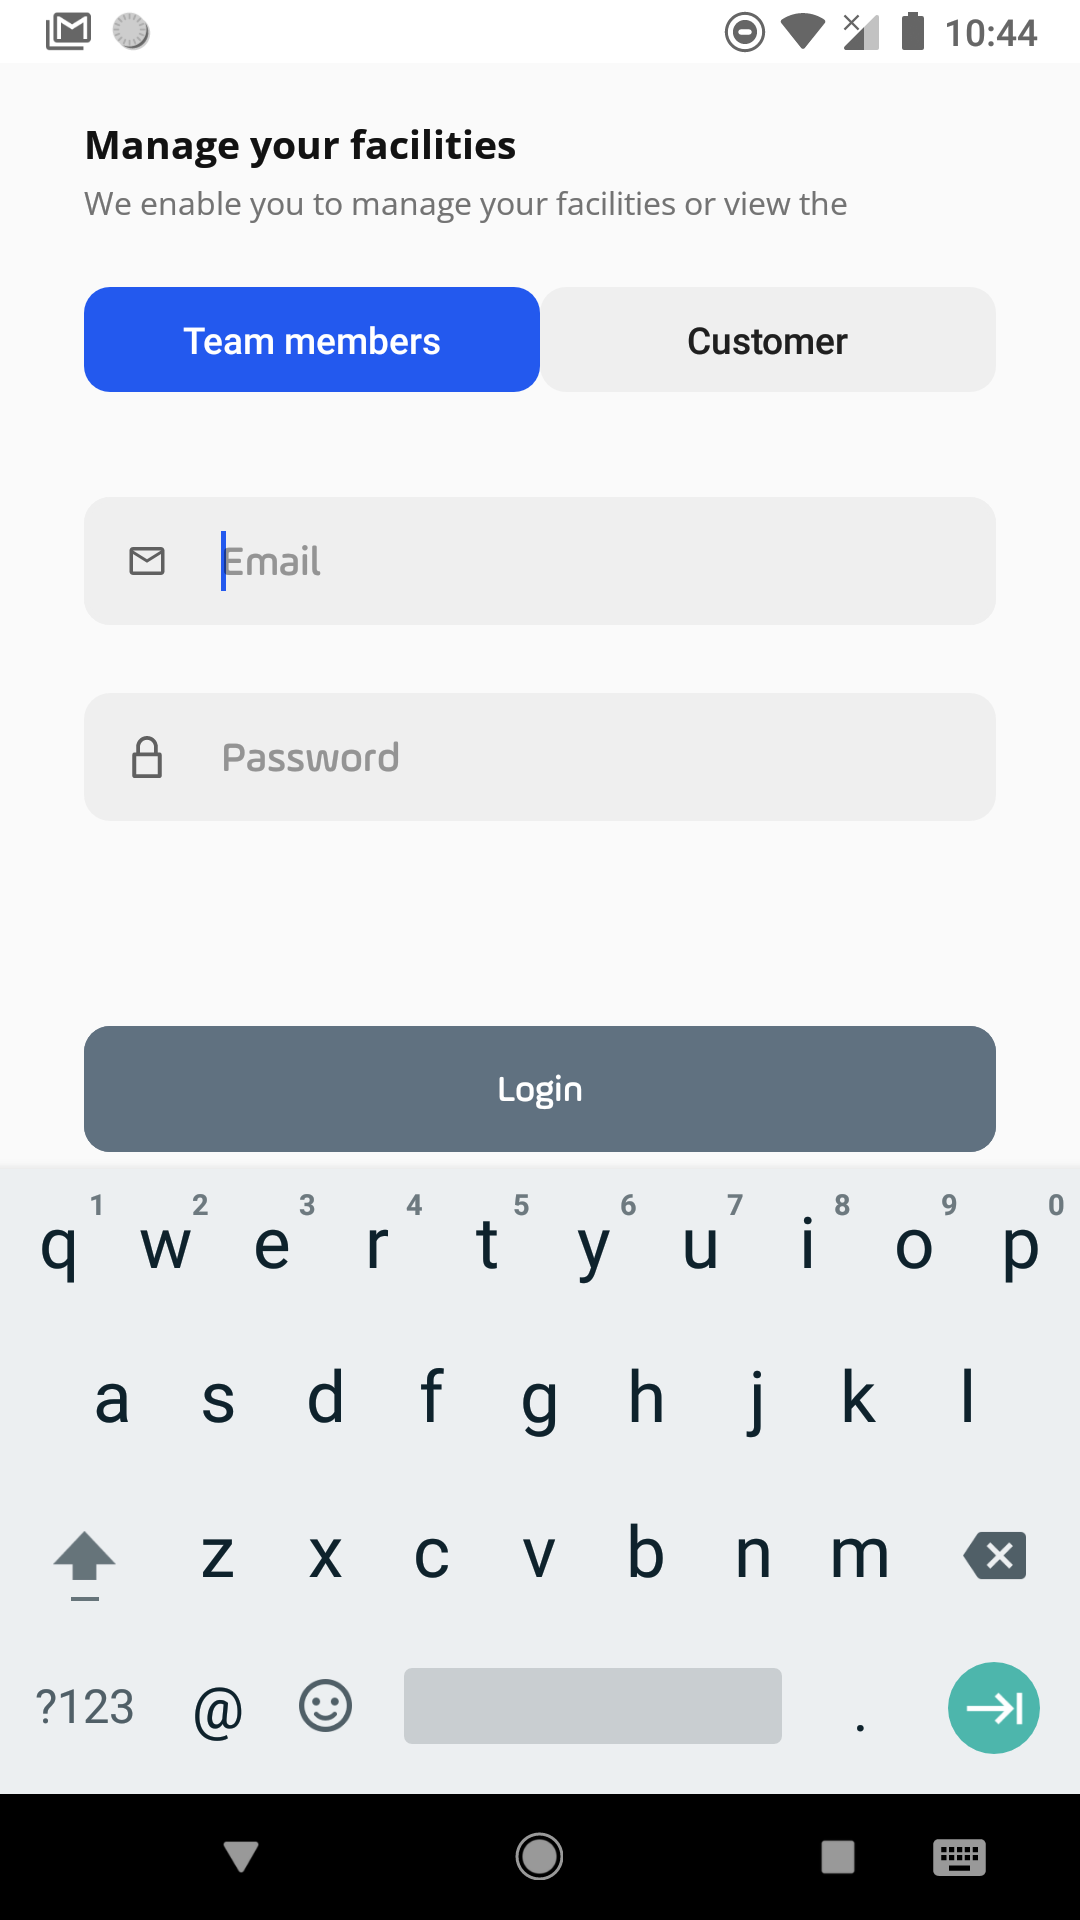 10:44
Manage your facilities
We enable you to manage your facilities or view the
Team members Customer
Email
Password
Login
1 2 3 4 5 6 7 8 9 0
q w e r t y u i o p
a s d f g h j k l
z x c v b n m
?123 @ .